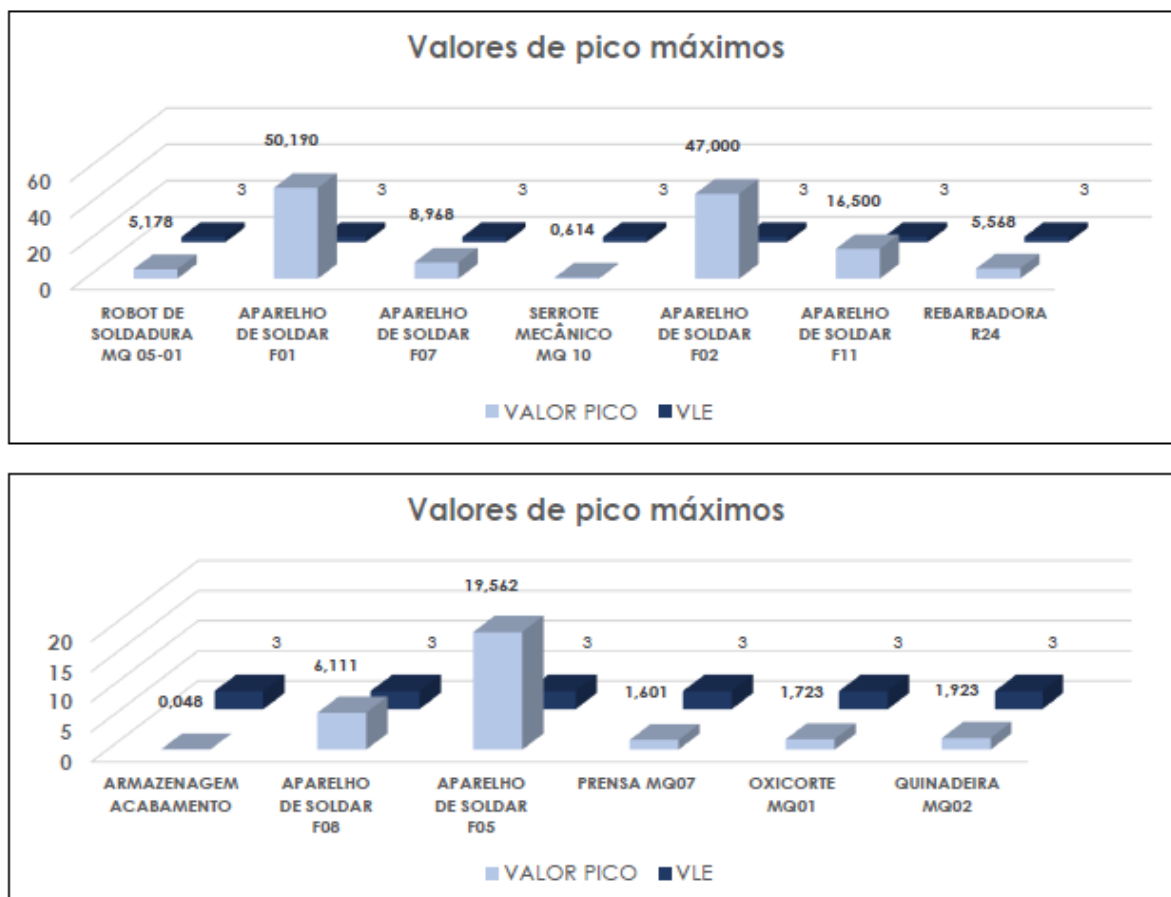 Valores de pico máximos
50,190
47,000
3 3 3 3 3 3 3
5,178 8,968 0,614 16,500 5,568
60
40
20
0
ROBOT DE SOLDADURA MQ 05-01
APARELHO DE SOLDAR F01
APARELHO DE SOLDAR F07
SERROTE MECÂNICO MQ 10
APARELHO DE SOLDAR F02
APARELHO DE SOLDAR F11
REBARBADORA R24
VALOR PICO VLE
Valores de pico máximos
19,562
3 3 3 3 3 3
0,048 6,111 1,601 1,723 1,923
20
15
10
5
0
ARMAZENAGEM ACABAMENTO
APARELHO DE SOLDAR F08
APARELHO DE SOLDAR F05
PRENSA MQ07
OXICORTE MQ01
QUINADEIRA MQ02
VALOR PICO VLE